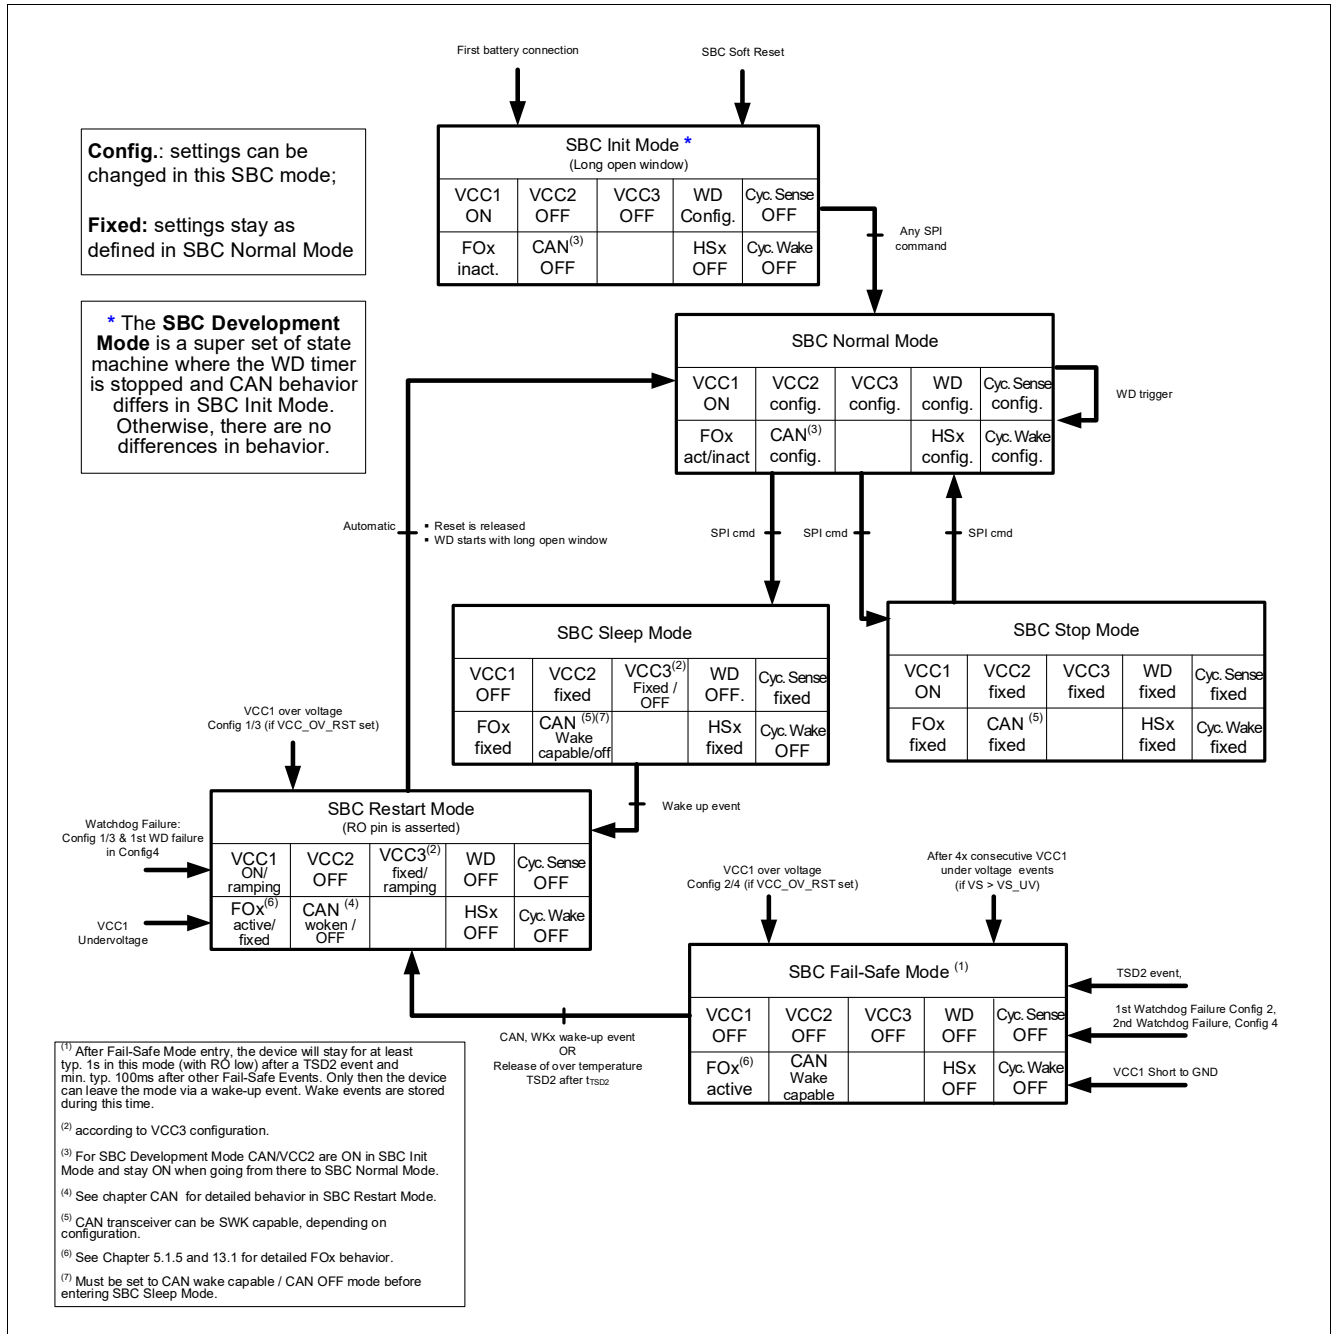 First battery connection
SBC Soft Reset
Config.: settings can be
changed in this SBC mode;
Fixed: settings stay as
defined in SBC Normal Mode
* The SBC Development
Mode is a super set of state
machine where the WD timer
is stopped and CAN behavior
differs in SBC Init Mode.
Otherwise, there are no
differences in behavior.
SBC Init Mode *
(Long open window)
VCC1
ON
VCC2
OFF
VCC3
OFF
WD
Config.
Cyc. Sense
OFF
FOx
inact.
CAN(3)
OFF
HSx
OFF
Cyc. Wake
OFF
Any SPI
command
SBC Normal Mode
VCC1
ON
VCC2
config.
VCC3
config.
WD
config.
Cyc. Sense
config.
FOx
act/inact
CAN(3)
config.
HSx
config.
Cyc. Wake
config.
WD trigger
Automatic
▪ Reset is released
▪ WD starts with long open window
SPI cmd
SPI cmd
SPI cmd
SBC Sleep Mode
VCC1
OFF
VCC2
fixed
VCC3(2)
Fixed /
OFF
WD
OFF.
Cyc. Sense
fixed
FOx
fixed
CAN (5)(7)
Wake
capable/off
HSx
fixed
Cyc. Wake
OFF
SBC Stop Mode
VCC1
ON
VCC2
fixed
VCC3
fixed
WD
fixed
Cyc. Sense
fixed
FOx
fixed
CAN (5)
fixed
HSx
fixed
Cyc. Wake
fixed
VCC1 over voltage
Config 1/3 (if VCC_OV_RST set)
Wake up event
Watchdog Failure:
Config 1/3 & 1st WD failure
in Config4
VCC1
Undervoltage
SBC Restart Mode
(RO pin is asserted)
VCC1
ON/
ramping
VCC2
OFF
VCC3(2)
fixed/
ramping
WD
OFF
Cyc. Sense
OFF
FOx(6)
active/
fixed
CAN (4)
woken /
OFF
HSx
OFF
Cyc. Wake
OFF
VCC1 over voltage
Config 2/4 (if VCC_OV_RST set)
After 4x consecutive VCC1
under voltage events
(if VS > VS_UV)
SBC Fail-Safe Mode (1)
VCC1
OFF
VCC2
OFF
VCC3
OFF
WD
OFF
Cyc. Sense
OFF
FOx(6)
active
CAN
Wake
capable
HSx
OFF
Cyc. Wake
OFF
TSD2 event,
1st Watchdog Failure Config 2,
2nd Watchdog Failure, Config 4
VCC1 Short to GND
CAN, WKx wake-up event
OR
Release of over temperature
TSD2 after tTSD2
(1) After Fail-Safe Mode entry, the device will stay for at least
typ. 1s in this mode (with RO low) after a TSD2 event and
min. typ. 100ms after other Fail-Safe Events. Only then the device
can leave the mode via a wake-up event. Wake events are stored
during this time.
(2) according to VCC3 configuration.
(3) For SBC Development Mode CAN/VCC2 are ON in SBC Init
Mode and stay ON when going from there to SBC Normal Mode.
(4) See chapter CAN for detailed behavior in SBC Restart Mode.
(5) CAN transceiver can be SWK capable, depending on
configuration.
(6) See Chapter 5.1.5 and 13.1 for detailed FOx behavior.
(7) Must be set to CAN wake capable / CAN OFF mode before
entering SBC Sleep Mode.